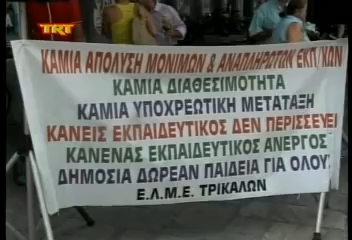 TRT
ΚΑΜΙΑ ΑΠΟΛΥΣΗ ΜΟΝΙΜΩΝ & ΑΝΑΠΛΗΡΩΤΩΝ ΕΚΠ/ΚΩΝ
ΚΑΜΙΑ ΔΙΑΘΕΣΙΜΟΤΗΤΑ
ΚΑΜΙΑ ΥΠΟΧΡΕΩΤΙΚΗ ΜΕΤΑΤΑΞΗ
ΚΑΝΕΙΣ ΕΚΠΑΙΔΕΥΤΙΚΟΣ ΔΕΝ ΠΕΡΙΣΣΕΥΕΙ
ΚΑΝΕΝΑΣ ΕΚΠΑΙΔΕΥΤΙΚΟΣ ΑΝΕΡΓΟΣ
ΔΗΜΟΣΙΑ ΔΩΡΕΑΝ ΠΑΙΔΕΙΑ ΓΙΑ ΟΛΟΥΣ
Ε.Λ.Μ.Ε. ΤΡΙΚΑΛΩΝ